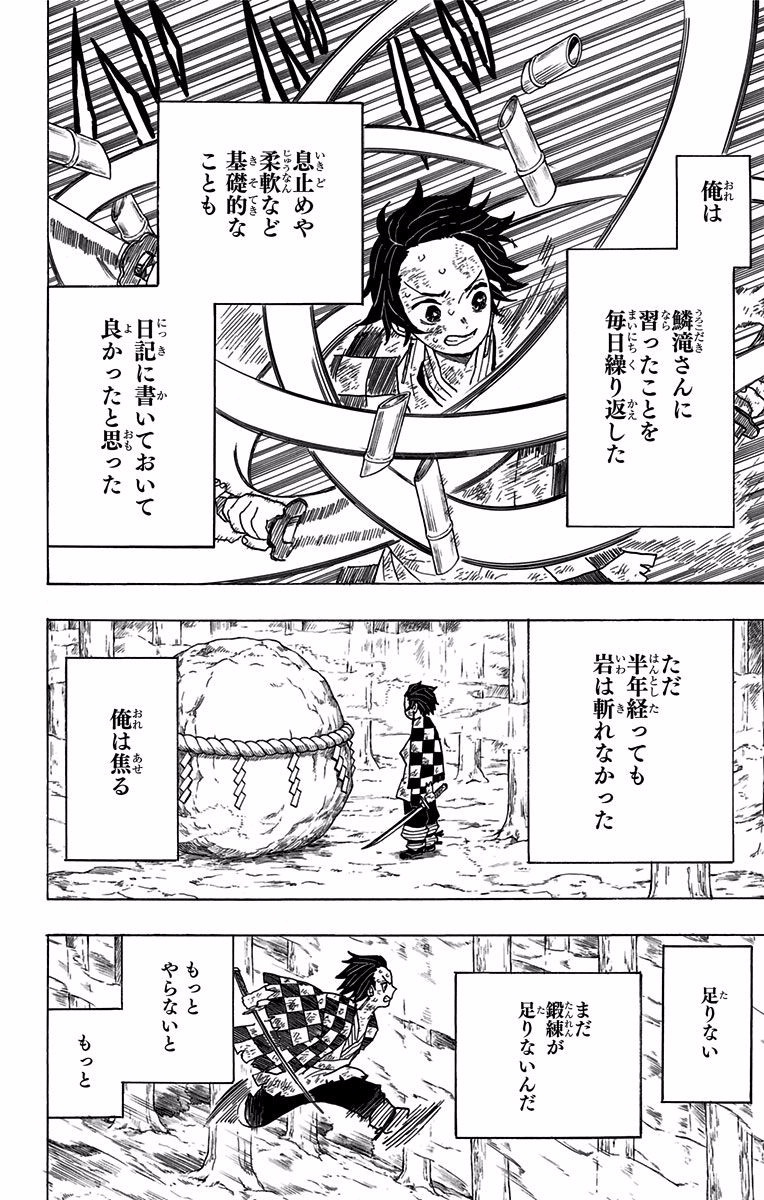 俺は
鱗滝さんに
習ったことを
毎日繰り返した
息止めや
柔軟など
基礎的な
ことも
日記に書いておいて
良かったと思った
ただ
半年経っても
岩は斬れなかった
俺は焦る
足りない
まだ
鍛練が
足りないんだ
もっと
やらないと
もっと